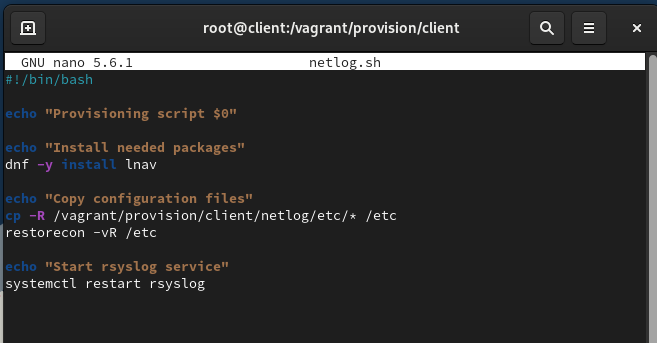 root@client:/vagrant/provision/client
GNU nano 5.6.1 netlog.sh
#!/bin/bash
echo "Provisioning script $0"
echo "Install needed packages"
dnf -y install lnav
echo "Copy configuration files"
cp -R /vagrant/provision/client/netlog/etc/* /etc
restorecon -vR /etc
echo "Start rsyslog service"
systemctl restart rsyslog